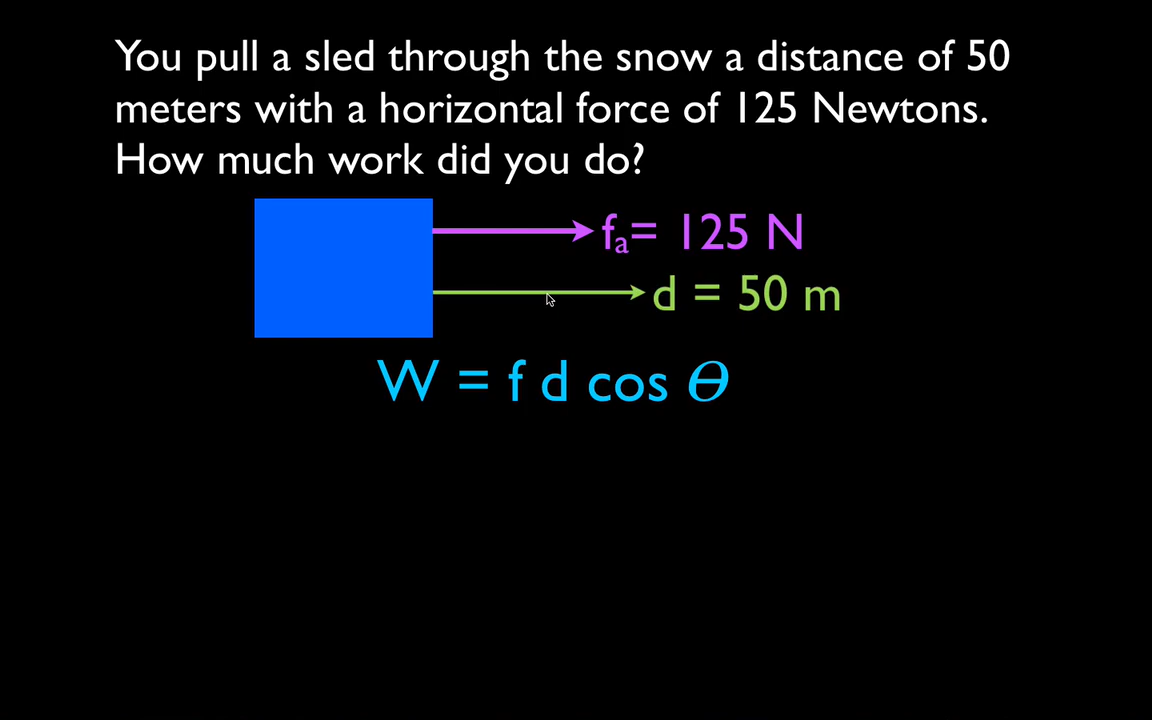 You pull a sled through the snow a distance of 50
meters with a horizontal force of 125 Newtons.
How much work did you do?
fₐ= 125 N
d = 50 m
W = f d cos Θ